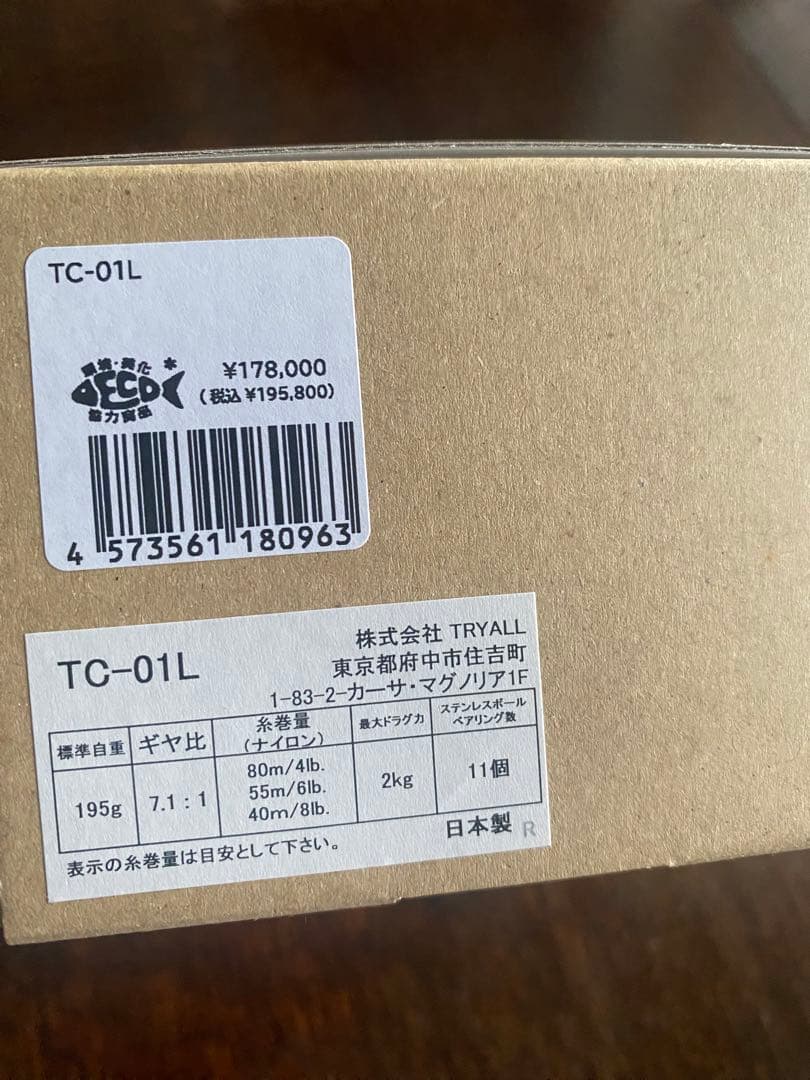 TC-01L
環境・美化
ECO
協力商品
¥178,000
(税込 ¥195,800)
4 573561 180963
株式会社 TRYALL
東京都府中市住吉町
1-83-2-カーサ・マグノリア1F
TC-01L
標準自重 ギヤ比 糸巻量 (ナイロン) 最大ドラグ力 ステンレスボール ベアリング数
195g 7.1：1 80m/4lb. 2kg 11個
55m/6lb.
40m/8lb.
日本製 R
表示の糸巻量は目安として下さい。